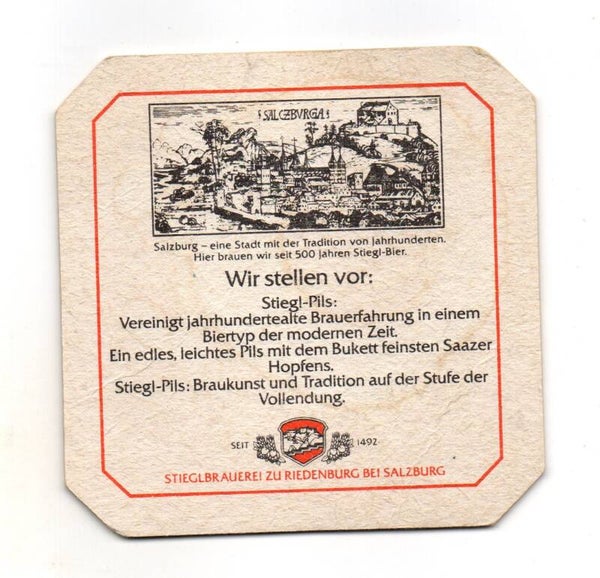 SALCZBVRGA
Salzburg – eine Stadt mit der Tradition von Jahrhunderten.
Hier brauen wir seit 500 Jahren Stiegl-Bier.
Wir stellen vor:
Stiegl-Pils:
Vereinigt jahrhundertealte Brauerfahrung in einem
Biertyp der modernen Zeit.
Ein edles, leichtes Pils mit dem Bukett feinsten Saazer
Hopfens.
Stiegl-Pils: Braukunst und Tradition auf der Stufe der
Vollendung.
SEIT 1492
STIEGLBRAUEREI ZU RIEDENBURG BEI SALZBURG